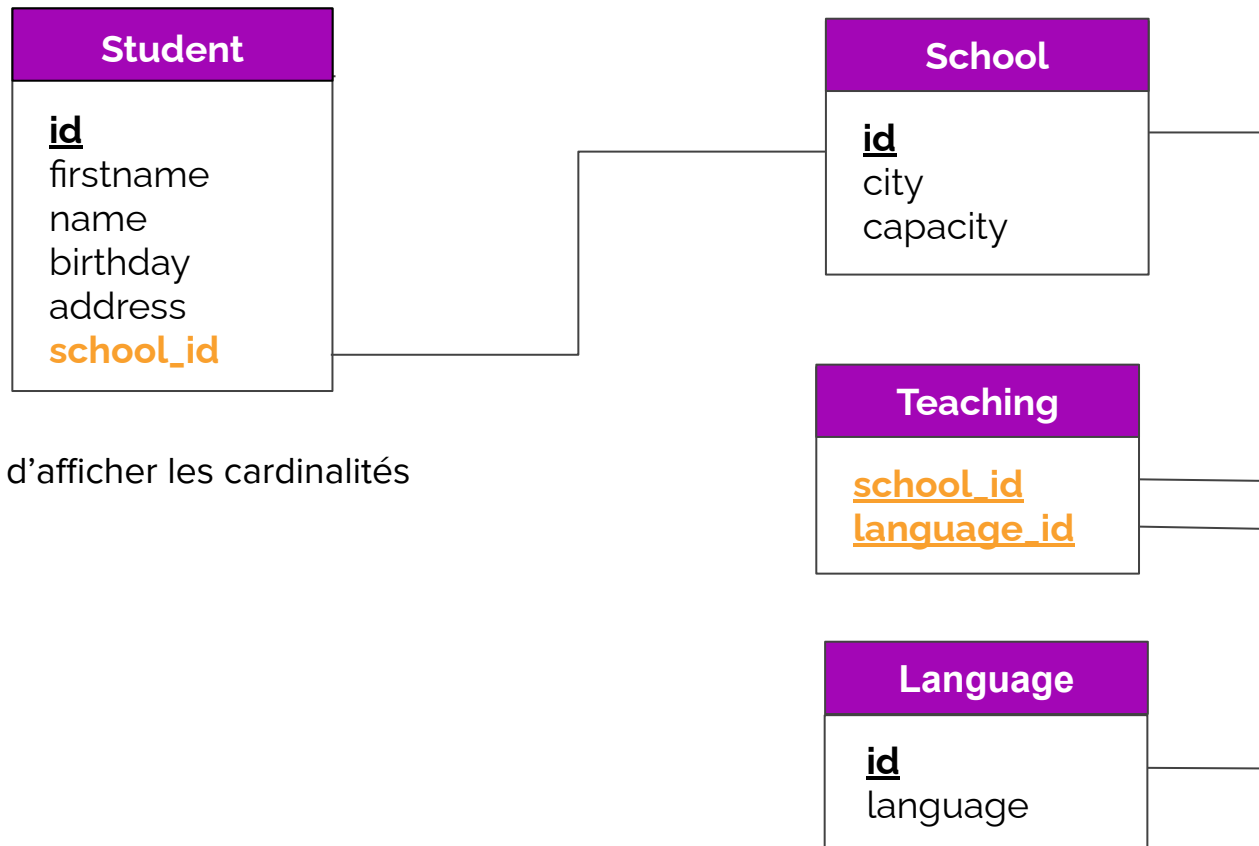 Student
id
firstname
name
birthday
address
school_id
d’afficher les cardinalités
School
id
city
capacity
Teaching
school_id
language_id
Language
id
language